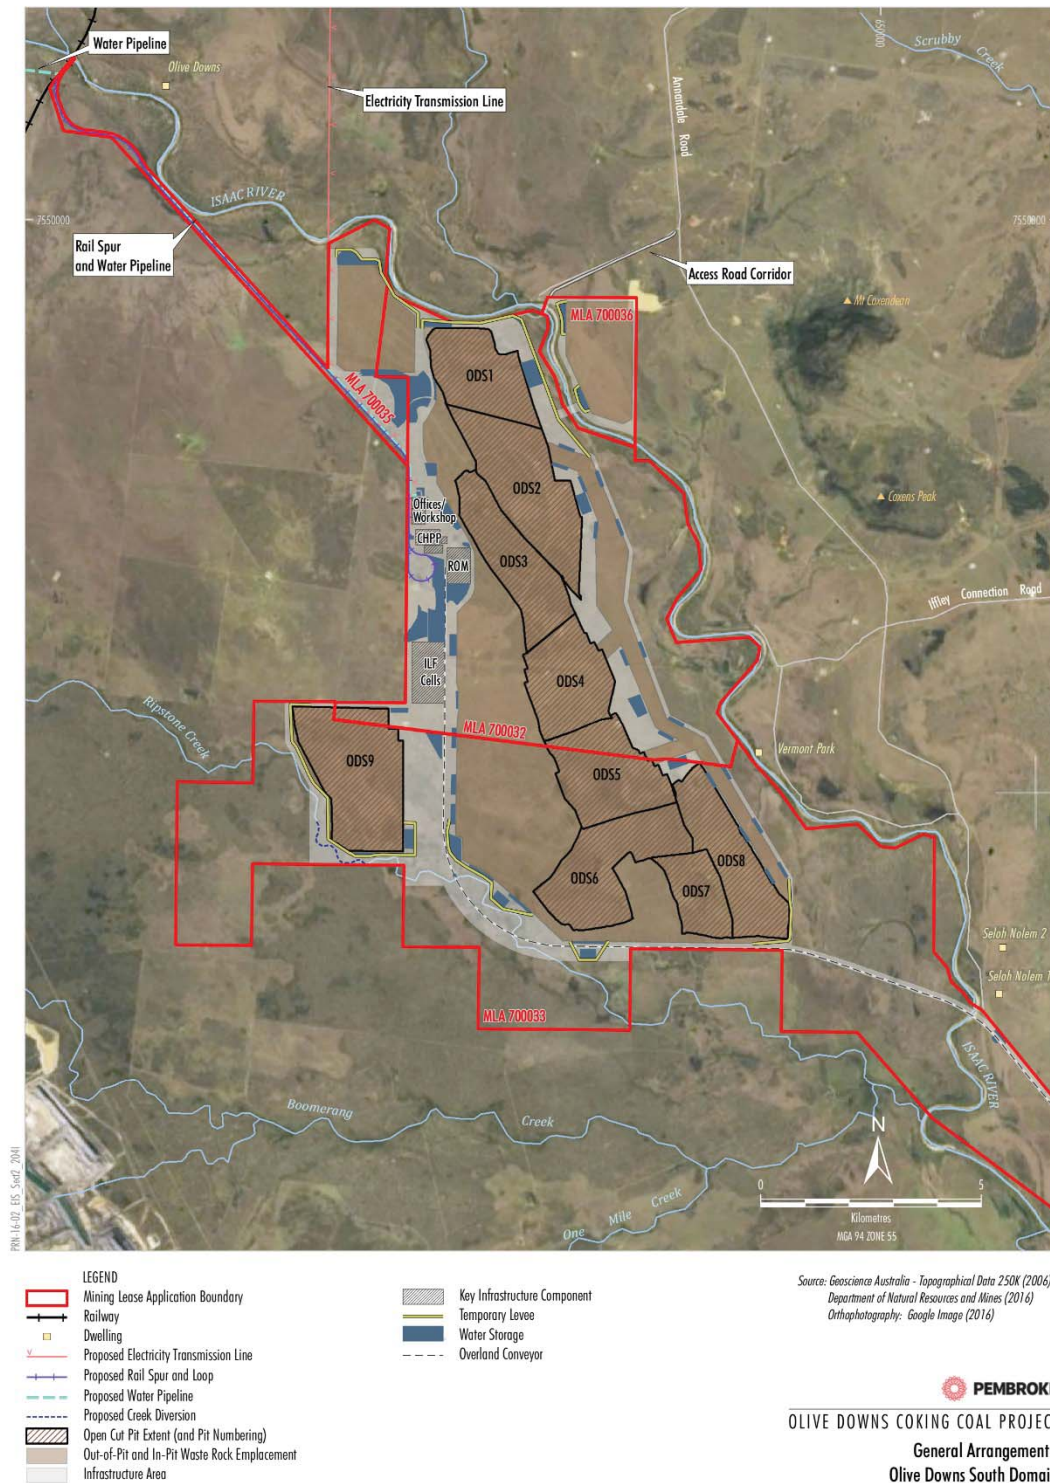 Water Pipeline
Olive Downs
650000
Scrubby
Creek
Electricity Transmission Line
Annandale Road
ISAAC RIVER
7550000
7550000
Rail Spur
and Water Pipeline
Access Road Corridor
Mt Coxendean
MLA 700036
ODS1
MLA 700035
ODS2
Coxens Peak
Offices/
Workshop
CHPP
ROM
ODS3
Iffley Connection Road
ILF
Cells
ODS4
Ripstone Creek
MLA 700032
Vermont Park
ODS9
ODS5
ODS8
ODS6
ODS7
Seloh Nolem 2
Seloh Nolem 1
MLA 700033
ISAAC RIVER
Boomerang
Creek
N
0 5
Kilometres
MGA 94 ZONE 55
One Mile Creek
PRN-16-02_EIS_Sect2_204I
LEGEND
Mining Lease Application Boundary
Railway
Dwelling
Proposed Electricity Transmission Line
Proposed Rail Spur and Loop
Proposed Water Pipeline
Proposed Creek Diversion
Open Cut Pit Extent (and Pit Numbering)
Out-of-Pit and In-Pit Waste Rock Emplacement
Infrastructure Area
Key Infrastructure Component
Temporary Levee
Water Storage
Overland Conveyor
Source: Geoscience Australia - Topographical Data 250K (2006)
Department of Natural Resources and Mines (2016)
Orthophotography: Google Image (2016)
PEMBROKE
OLIVE DOWNS COKING COAL PROJEC
General Arrangement
Olive Downs South Domai